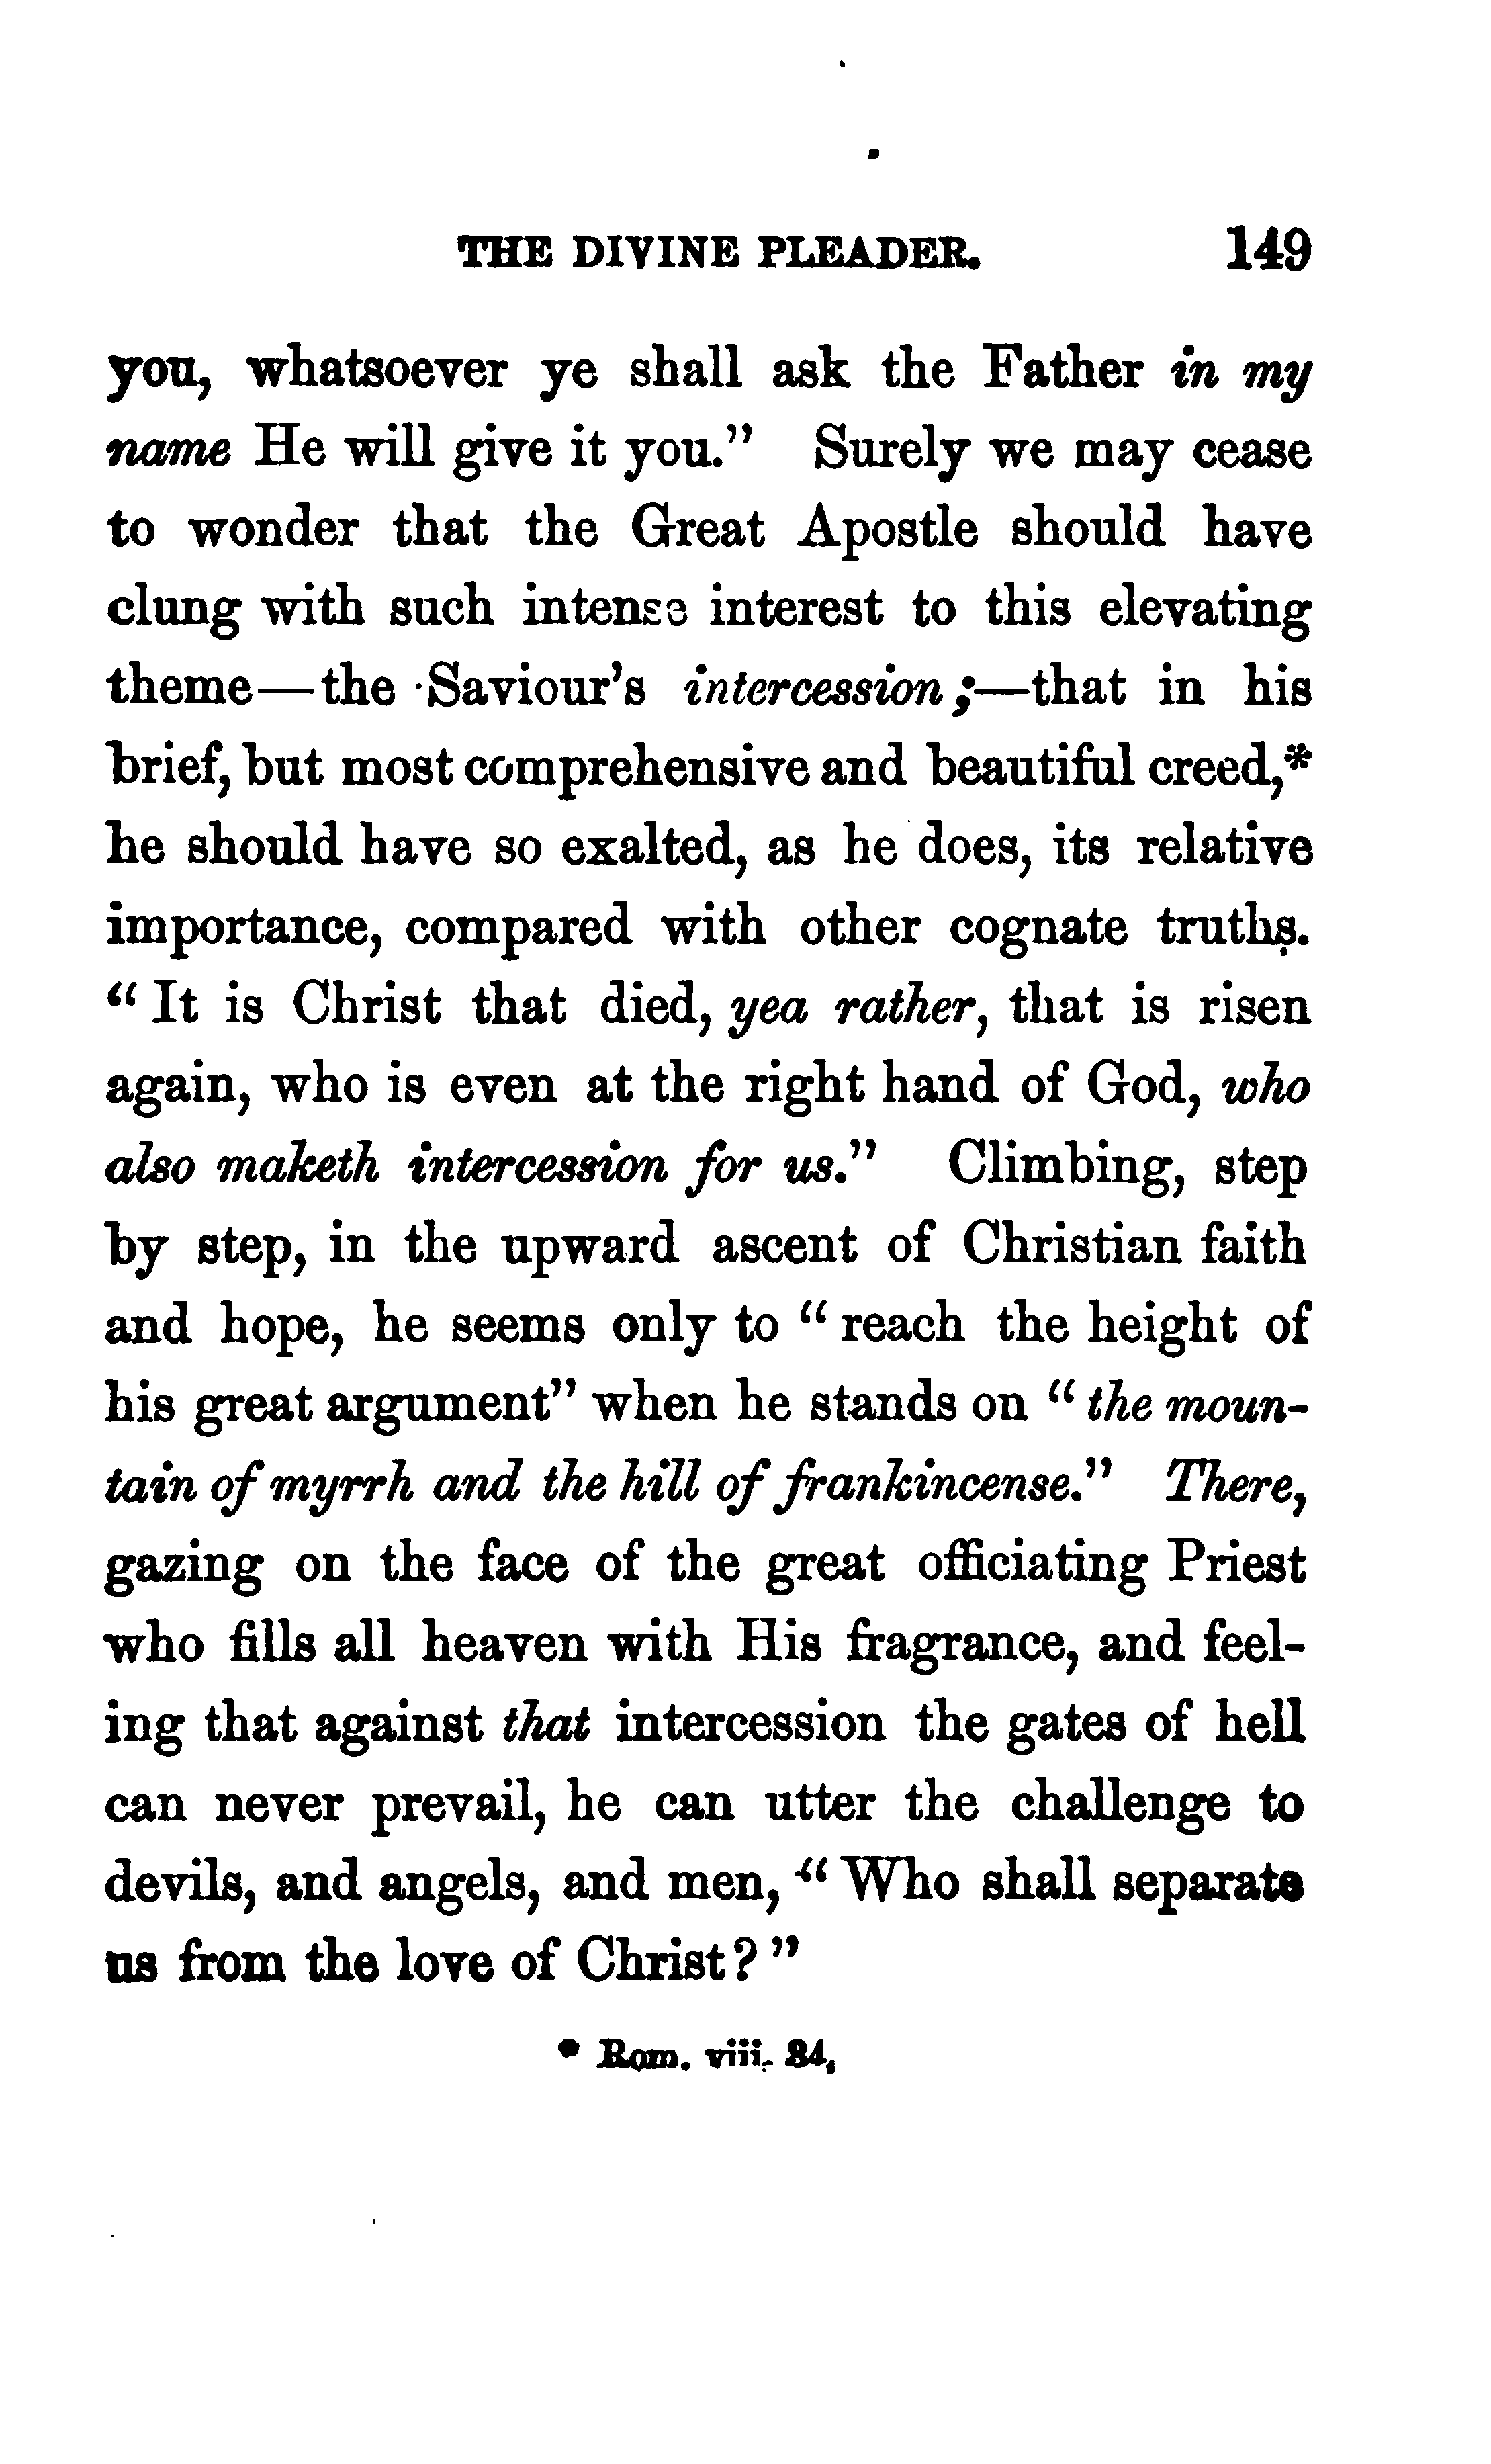 THE DIVINE PLEADER. 149
you, whatsoever ye shall ask the Father in my
name He will give it you." Surely we may cease
to wonder that the Great Apostle should have
clung with such intense interest to this elevating
theme—the Saviour's intercession;—that in his
brief, but most comprehensive and beautiful creed,*
he should have so exalted, as he does, its relative
importance, compared with other cognate truths.
"It is Christ that died, yea rather, that is risen
again, who is even at the right hand of God, who
also maketh intercession for us." Climbing, step
by step, in the upward ascent of Christian faith
and hope, he seems only to "reach the height of
his great argument" when he stands on "the moun-
tain of myrrh and the hill of frankincense." There,
gazing on the face of the great officiating Priest
who fills all heaven with His fragrance, and feel-
ing that against that intercession the gates of hell
can never prevail, he can utter the challenge to
devils, and angels, and men, "Who shall separate
us from the love of Christ?"
* Rom. viii. 34.